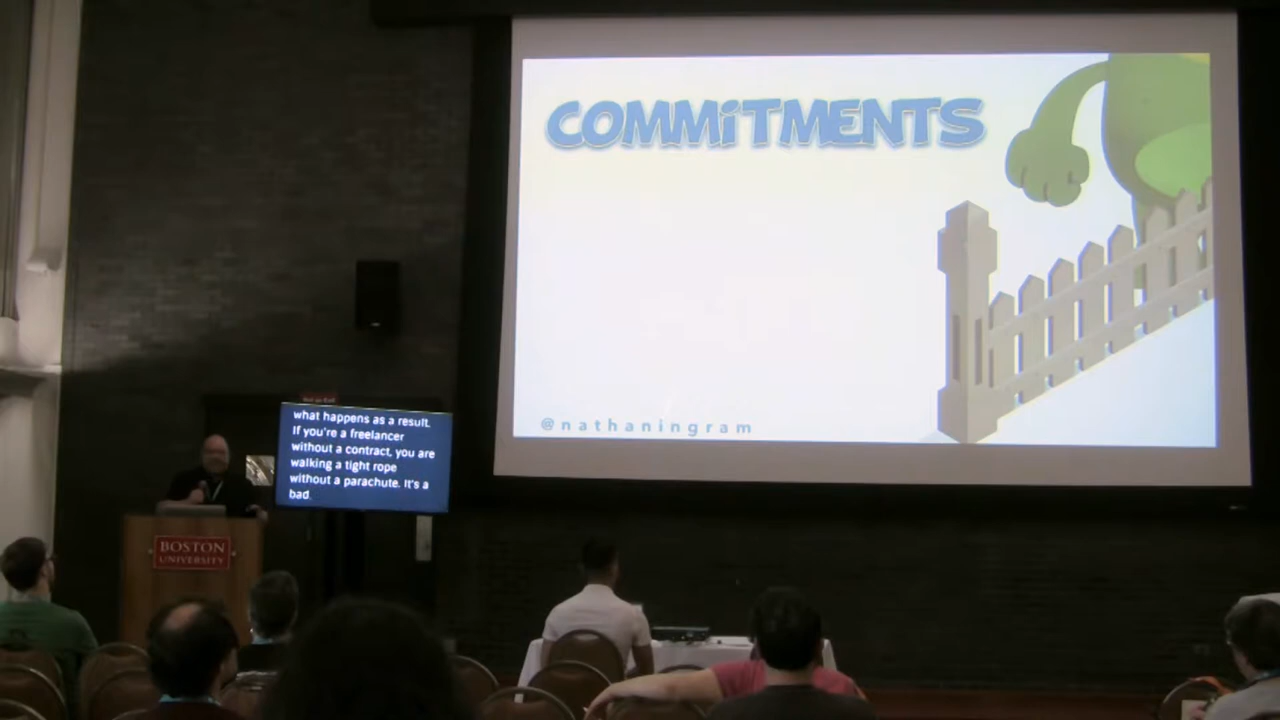 COMMiTMENTS
@nathaningram
what happens as a result.
If you're a freelancer
without a contract, you are
walking a tight rope
without a parachute. It's a
bad.
BOSTON
UNIVERSITY